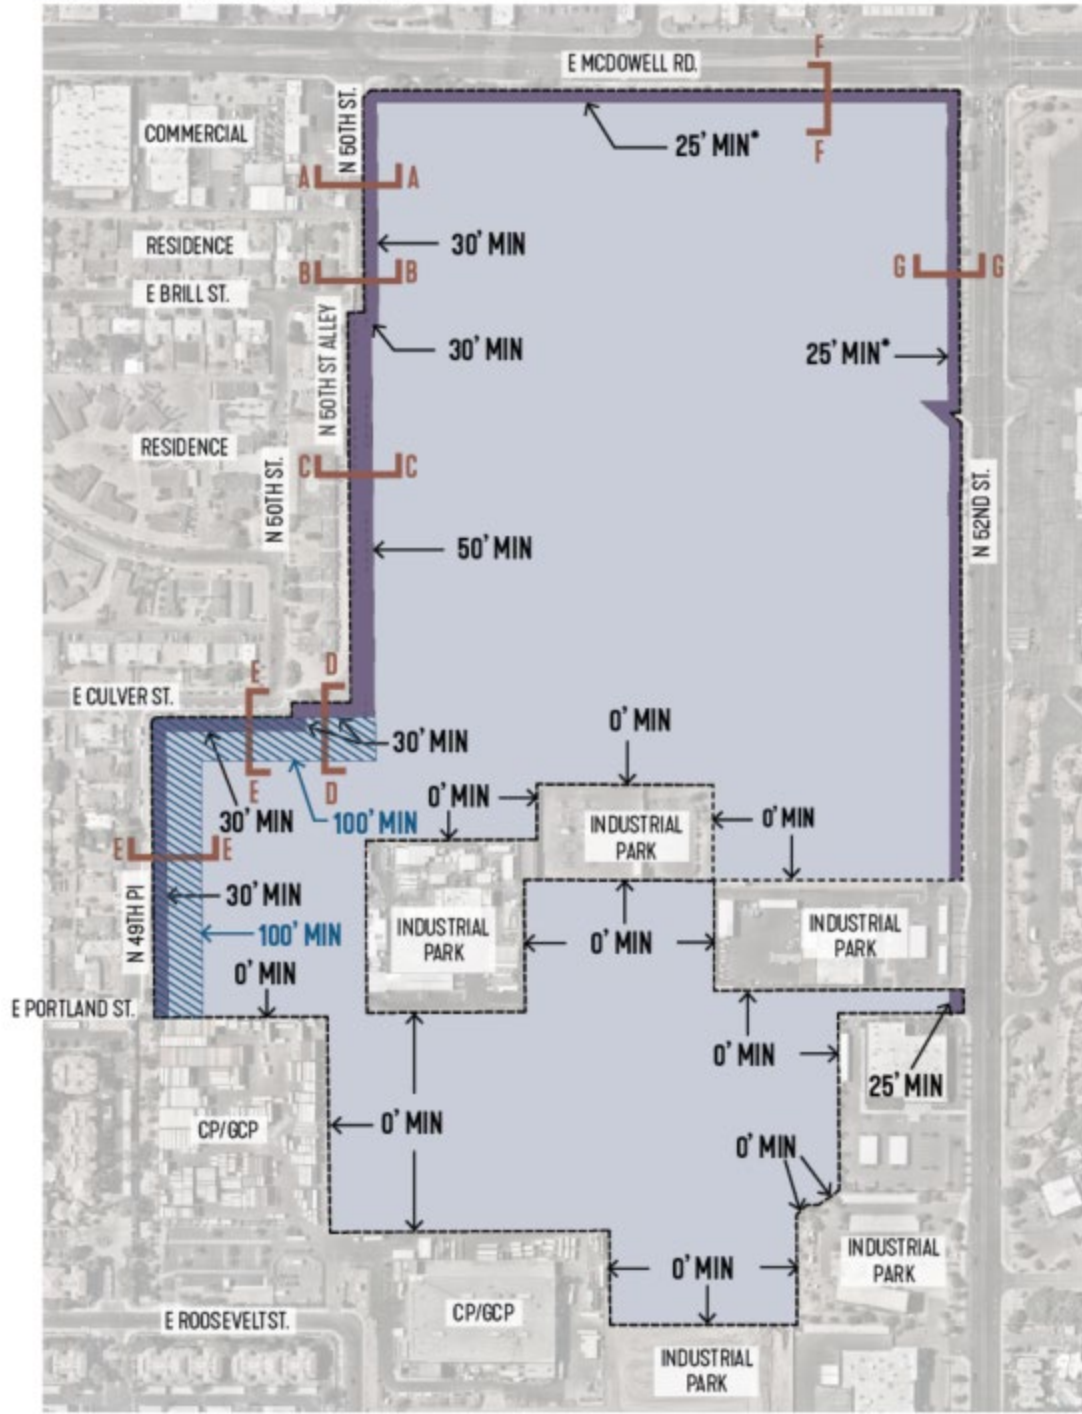 F
E MCDOWELL RD.
N 50TH ST.
COMMERCIAL
25' MIN*
F
A A
30' MIN
RESIDENCE
B B
G G
E BRILL ST.
30' MIN
25' MIN*
N 50TH ST ALLEY
RESIDENCE
C C
N 50TH ST.
N 52ND ST.
50' MIN
D
E
E CULVER ST.
0' MIN
30' MIN
0' MIN
E
D
30' MIN
100' MIN
0' MIN
INDUSTRIAL
PARK
E E
30' MIN
N 49TH Pl
100' MIN
INDUSTRIAL
PARK
0' MIN
INDUSTRIAL
PARK
0' MIN
E PORTLAND ST.
0' MIN
25' MIN
CP/GCP
0' MIN
0' MIN
INDUSTRIAL
PARK
0' MIN
E ROOSEVELT ST.
CP/GCP
INDUSTRIAL
PARK